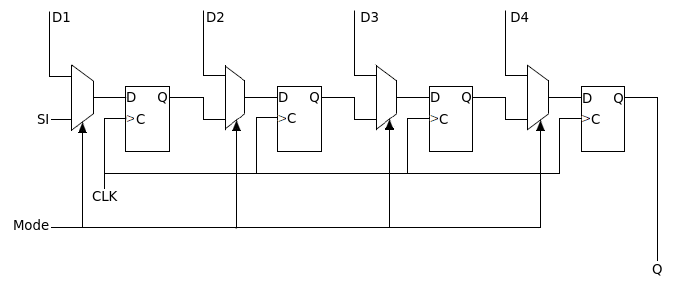 D1 D2 D3 D4
D Q D Q D Q D Q
SI >C >C >C >C
CLK
Mode
Q